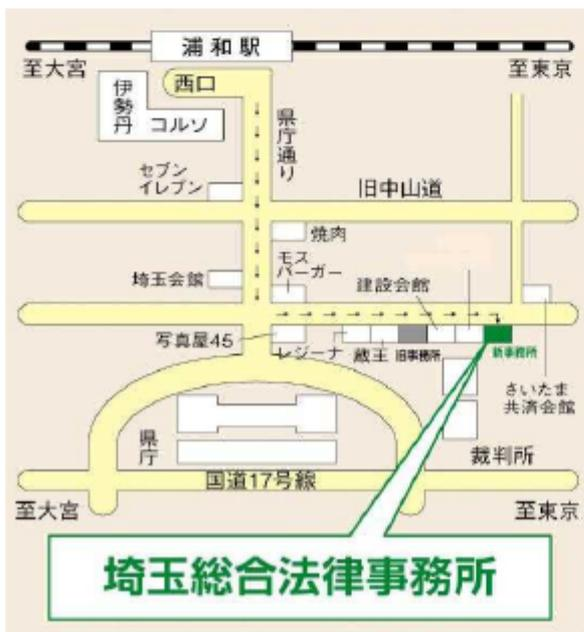 浦和駅
至大宮
至東京
西口
伊勢丹
コルソ
県庁通り
セブン
イレブン
旧中山道
焼肉
モス
バーガー
埼玉会館
建設会館
写真屋45
レジーナ
蔵王
旧事務所
新事務所
さいたま
共済会館
県庁
裁判所
国道17号線
至大宮
至東京
埼玉総合法律事務所